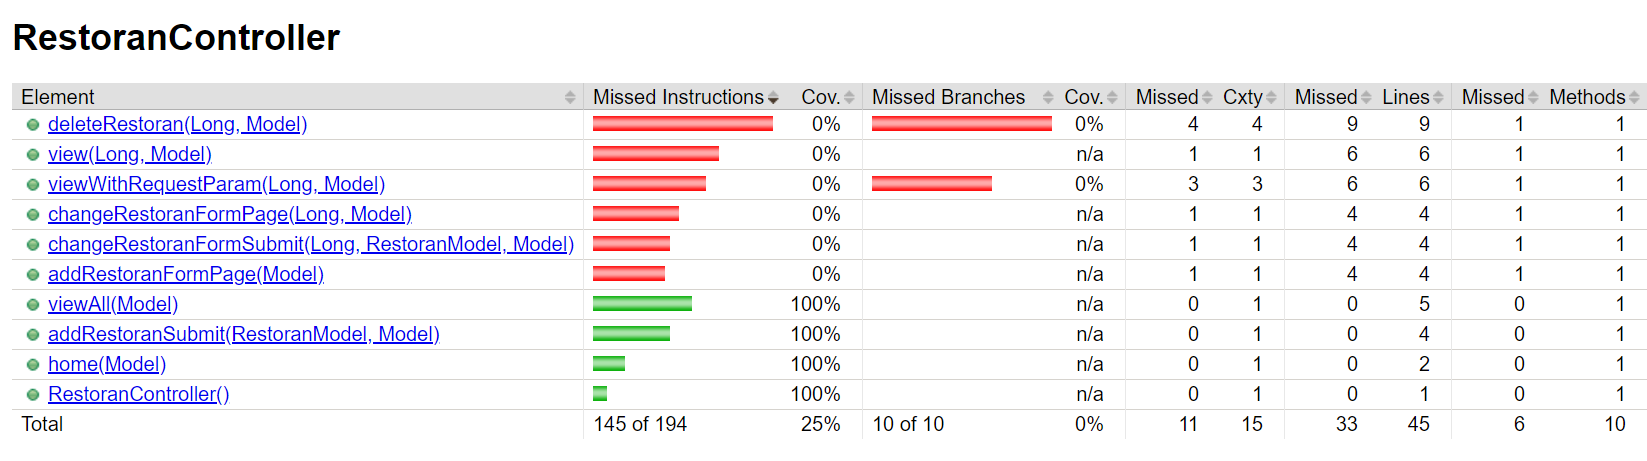 RestoranController
Element Missed Instructions Cov. Missed Branches Cov. Missed Cxty Missed Lines Missed Methods
deleteRestoran(Long, Model) 0% 0% 4 4 9 9 1 1
view(Long, Model) 0% n/a 1 1 6 6 1 1
viewWithRequestParam(Long, Model) 0% 0% 3 3 6 6 1 1
changeRestoranFormPage(Long, Model) 0% n/a 1 1 4 4 1 1
changeRestoranFormSubmit(Long, RestoranModel, Model) 0% n/a 1 1 4 4 1 1
addRestoranFormPage(Model) 0% n/a 1 1 4 4 1 1
viewAll(Model) 100% n/a 0 1 0 5 0 1
addRestoranSubmit(RestoranModel, Model) 100% n/a 0 1 0 4 0 1
home(Model) 100% n/a 0 1 0 2 0 1
RestoranController() 100% n/a 0 1 0 1 0 1
Total 145 of 194 25% 10 of 10 0% 11 15 33 45 6 10